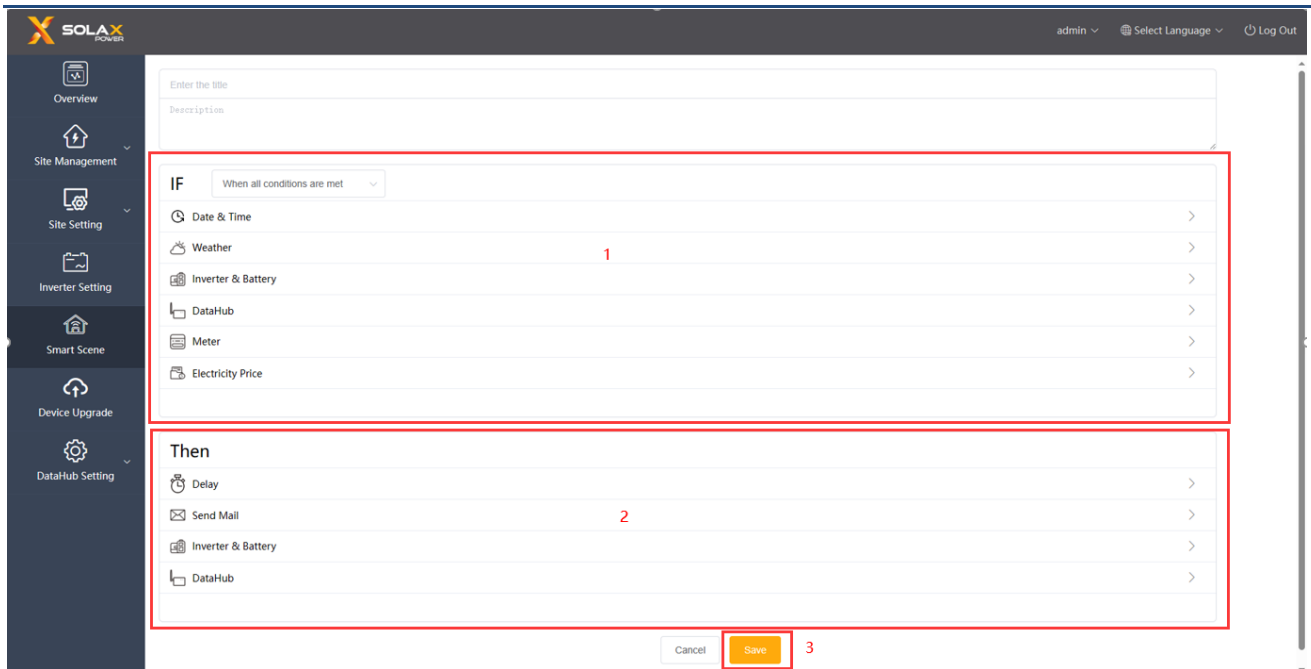 SOLAX POWER
admin Select Language Log Out
Overview
Site Management
Site Setting
Inverter Setting
Smart Scene
Device Upgrade
DataHub Setting
Enter the title
Description
IF When all conditions are met
Date & Time
Weather
1
Inverter & Battery
DataHub
Meter
Electricity Price
Then
Delay
Send Mail
2
Inverter & Battery
DataHub
Cancel Save 3